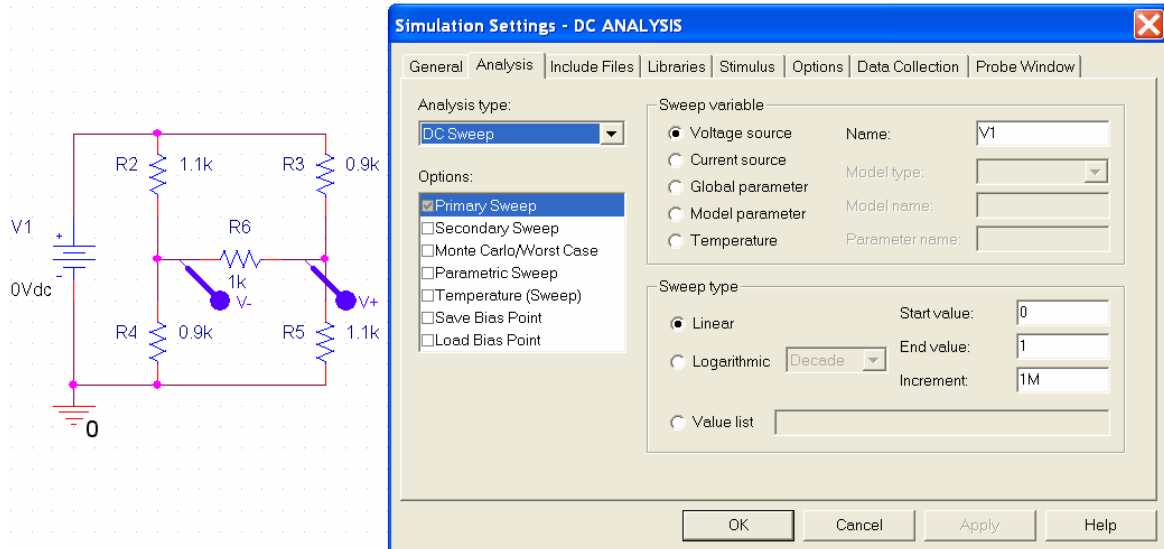 R2 1.1k
R3 0.9k
V1
+
-
0Vdc
R6
1k
V-
V+
R4 0.9k
R5 1.1k
0
Simulation Settings - DC ANALYSIS
General Analysis Include Files Libraries Stimulus Options Data Collection Probe Window
Analysis type:
DC Sweep
Options:
Primary Sweep
Secondary Sweep
Monte Carlo/Worst Case
Parametric Sweep
Temperature (Sweep)
Save Bias Point
Load Bias Point
Sweep variable
Voltage source
Current source
Global parameter
Model parameter
Temperature
Name: V1
Model type:
Model name:
Parameter name:
Sweep type
Linear
Logarithmic Decade
Value list
Start value: 0
End value: 1
Increment: 1M
OK Cancel Apply Help